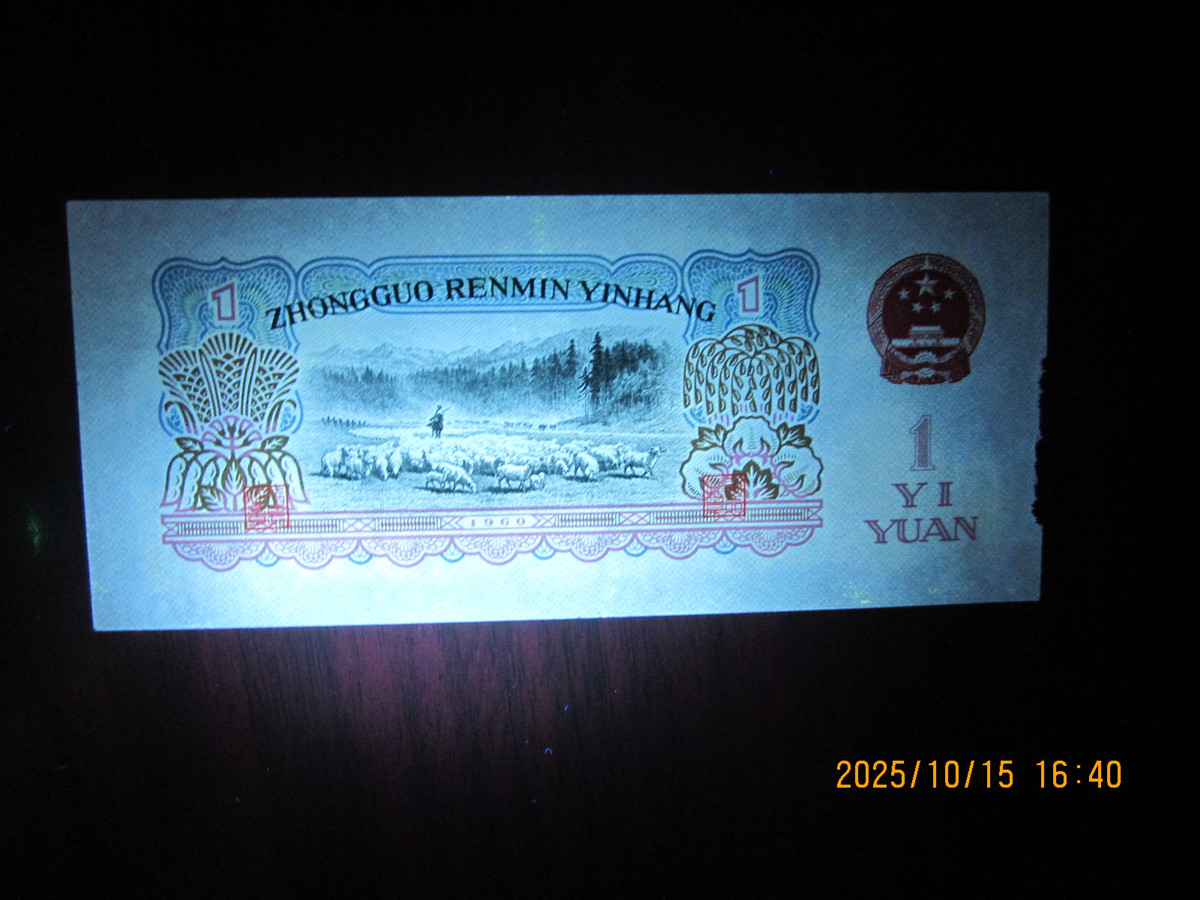 1
1
ZHONGGUO RENMIN YINHANG
1
YI
YUAN
1960
2025/10/15 16:40